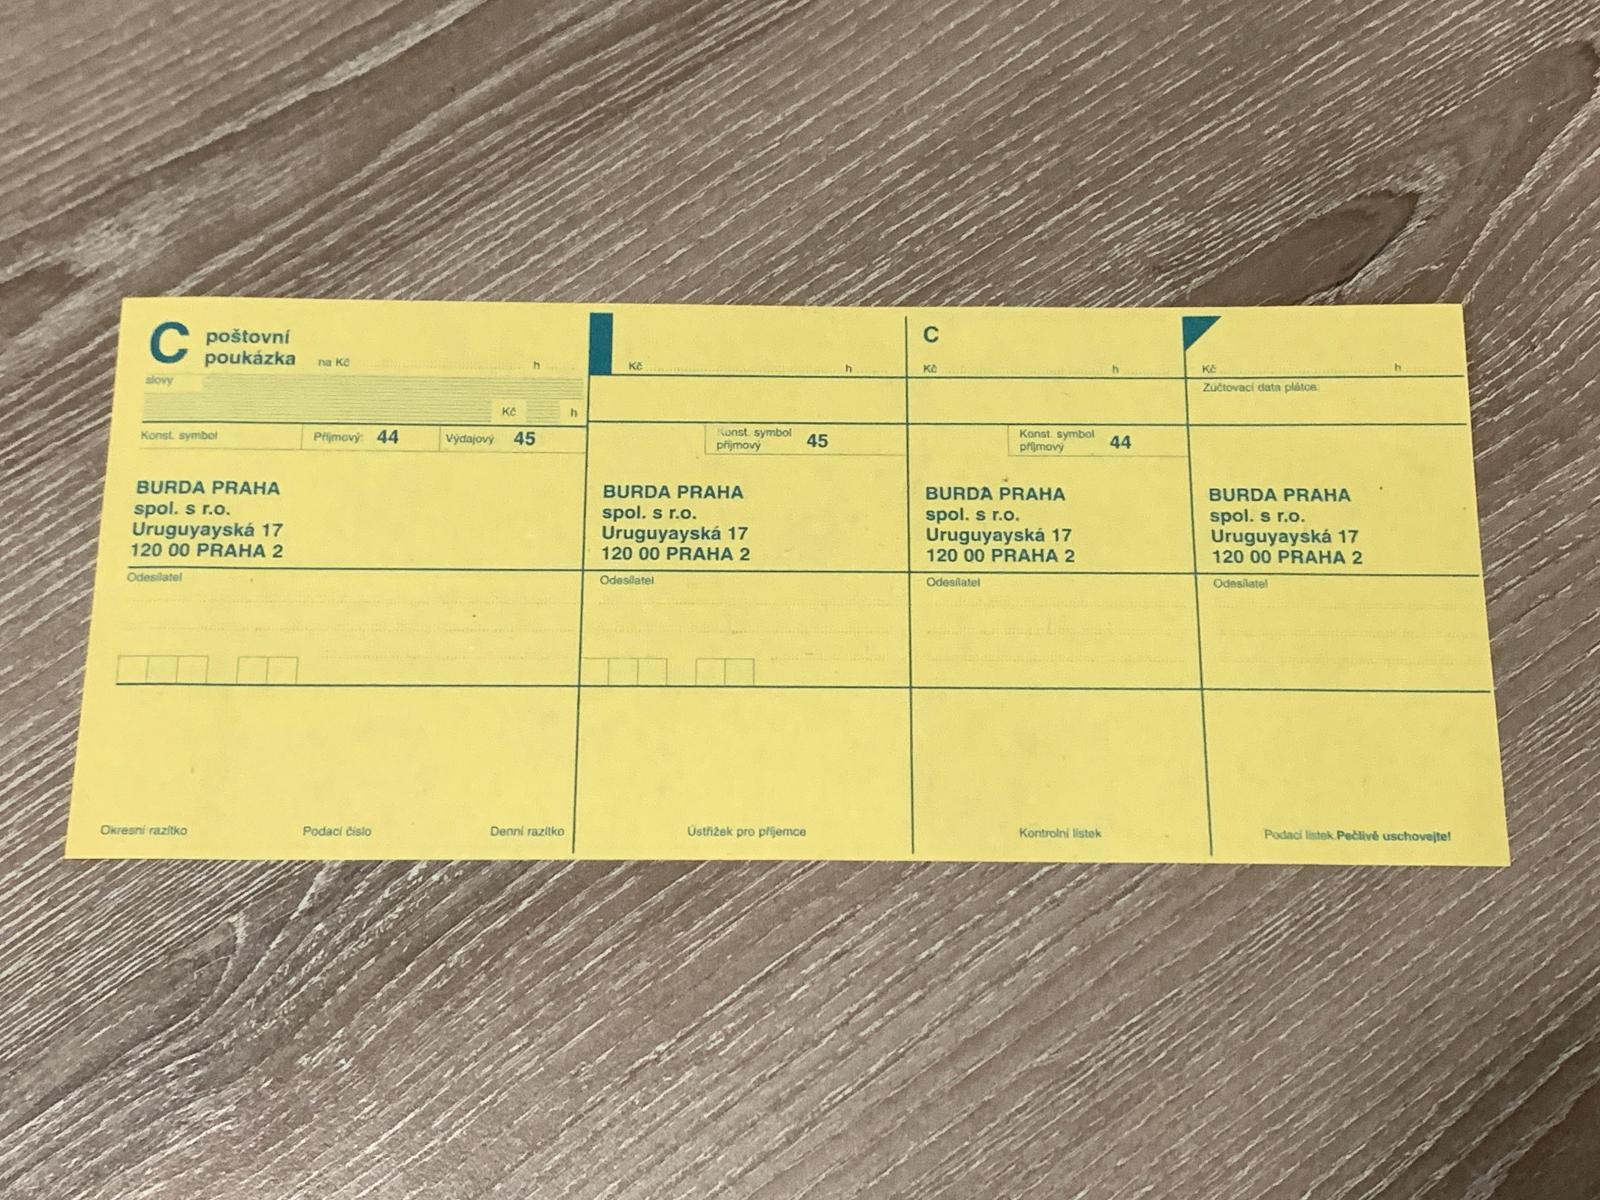 C poštovní
poukázka na Kč h
slovy
Kč h
Konst. symbol Příjmový: 44 Výdajový 45
BURDA PRAHA
spol. s r.o.
Uruguyayská 17
120 00 PRAHA 2
Odesílatel
Okresní razítko Podací číslo Denní razítko
Kč h
Konst. symbol
příjmový 45
BURDA PRAHA
spol. s r.o.
Uruguyayská 17
120 00 PRAHA 2
Odesílatel
Ústřižek pro příjemce
C
Kč h
Konst. symbol
příjmový 44
BURDA PRAHA
spol. s r.o.
Uruguyayská 17
120 00 PRAHA 2
Odesílatel
Kontrolní lístek
Kč h
Zúčtovací data plátce:
BURDA PRAHA
spol. s r.o.
Uruguyayská 17
120 00 PRAHA 2
Odesílatel
Podací lístek Pečlivě uschovejte!